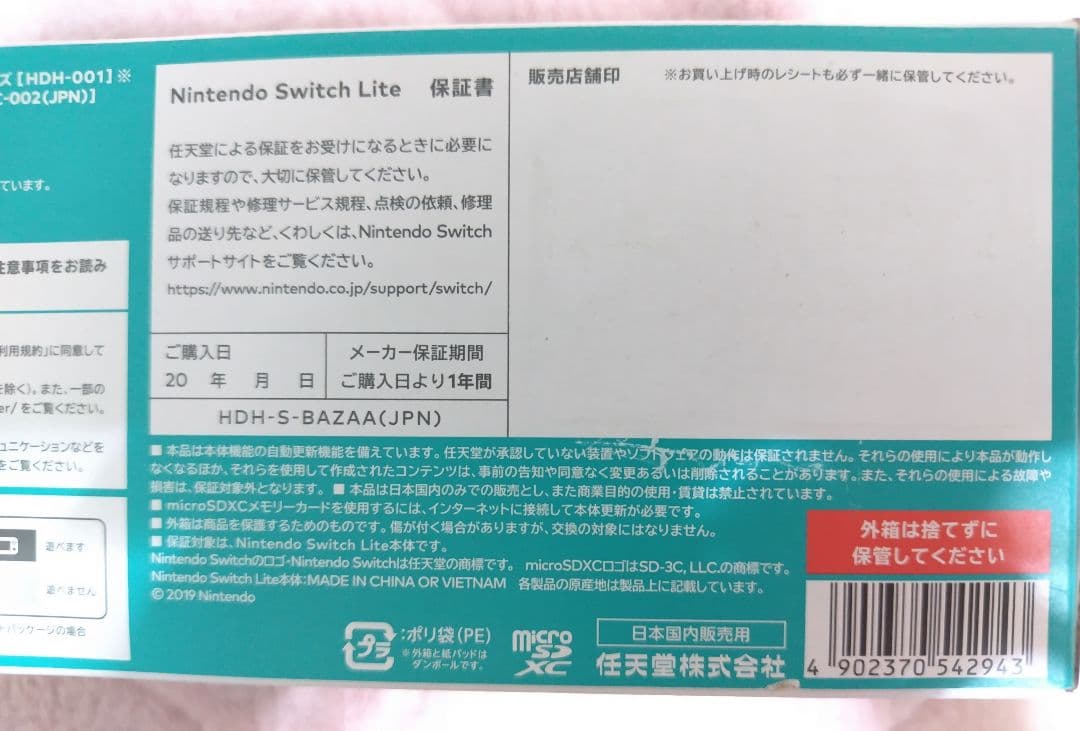 ズ [HDH-001] ※
-002(JPN)]
ています。
注意事項をお読み
利用規約」に同意して
を除く)。また、一部の
er/ をご覧ください。
ュニケーションなどを
をご覧ください。
遊べます
遊べません
パッケージの場合
Nintendo Switch Lite 保証書
任天堂による保証をお受けになるときに必要に
なりますので、大切に保管してください。
保証規程や修理サービス規程、点検の依頼、修理
品の送り先など、くわしくは、Nintendo Switch
サポートサイトをご覧ください。
https://www.nintendo.co.jp/support/switch/
ご購入日
20 年 月 日
メーカー保証期間
ご購入日より1年間
HDH-S-BAZAA(JPN)
販売店舗印 ※お買い上げ時のレシートも必ず一緒に保管してください。
■ 本品は本体機能の自動更新機能を備えています。任天堂が承認していない装置やソフトウェアの動作は保証されません。それらの使用により本品が動作し
なくなるほか、それらを使用して作成されたコンテンツは、事前の告知や同意なく変更あるいは削除されることがあります。また、それらの使用による故障や
損害は、保証対象外となります。 ■ 本品は日本国内のみでの販売とし、また商業目的の使用・賃貸は禁止されています。
■ microSDXCメモリーカードを使用するには、インターネットに接続して本体更新が必要です。
■ 外箱は商品を保護するためのものです。傷が付く場合がありますが、交換の対象にはなりません。
■ 保証対象は、Nintendo Switch Lite本体です。
Nintendo Switchのロゴ・Nintendo Switchは任天堂の商標です。 microSDXCロゴはSD-3C, LLC.の商標です。
Nintendo Switch Lite本体:MADE IN CHINA OR VIETNAM 各製品の原産地は製品上に記載しています。
© 2019 Nintendo
外箱は捨てずに
保管してください
プラ
:ポリ袋(PE)
※外箱と紙パッドは
ダンボールです。
micro
SD
XC
日本国内販売用
任天堂株式会社
4 902370 542943